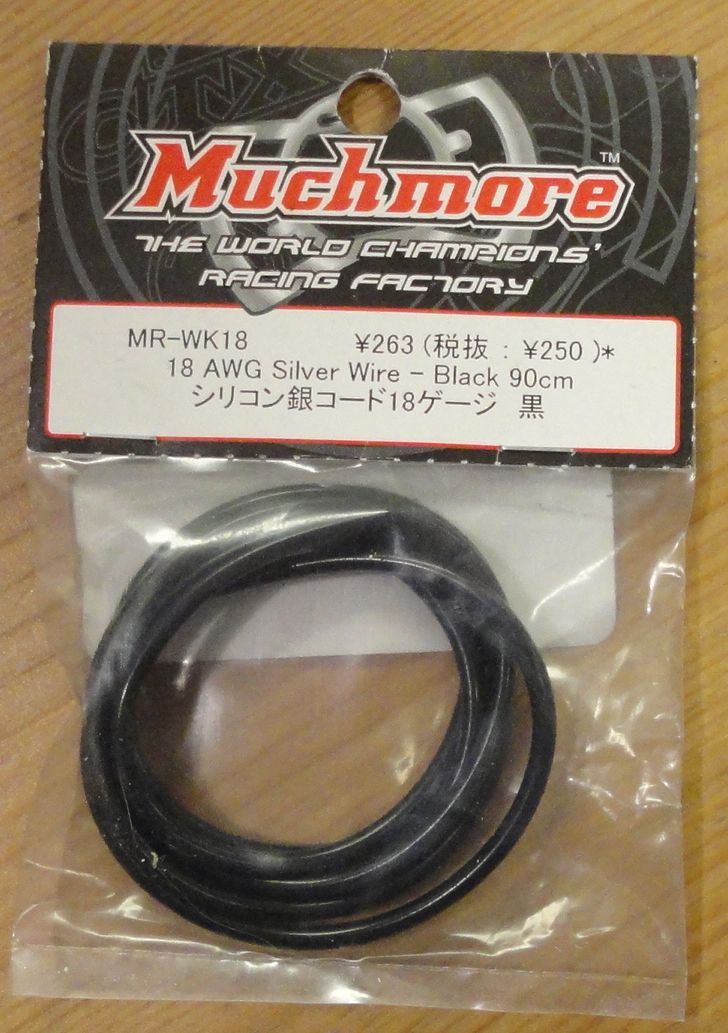 Muchmore TM
THE WORLD CHAMPIONS'
RACING FACTORY
MR-WK18 ¥263 (税抜 : ¥250 )*
18 AWG Silver Wire - Black 90cm
シリコン銀コード18ゲージ 黒